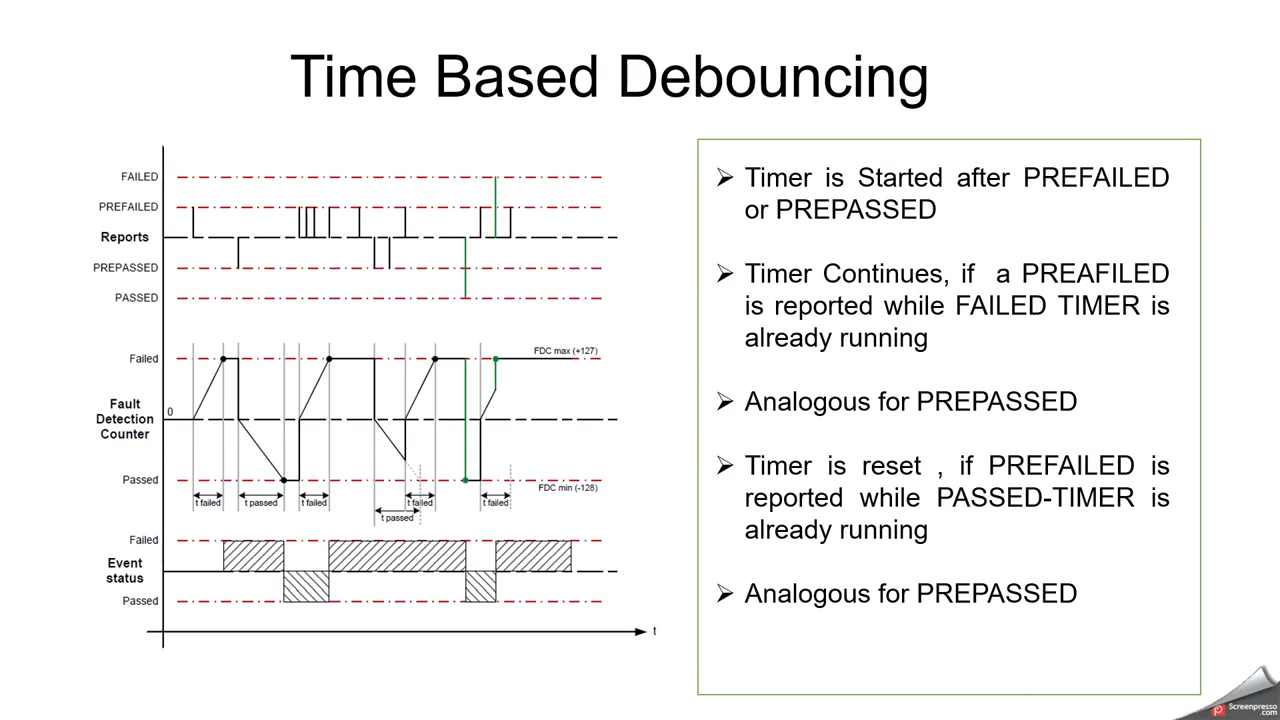 Time Based Debouncing
FAILED
PREFAILED
Reports
PREPASSED
PASSED
Failed
FDC max (+127)
0
Fault
Detection
Counter
Passed
FDC min (-128)
t failed
t passed
t failed
t failed
t failed
t passed
Failed
Event
status
Passed
t
Timer is Started after PREFAILED
or PREPASSED
Timer Continues, if a PREAFILED
is reported while FAILED TIMER is
already running
Analogous for PREPASSED
Timer is reset , if PREFAILED is
reported while PASSED-TIMER is
already running
Analogous for PREPASSED
Screenpresso
.com